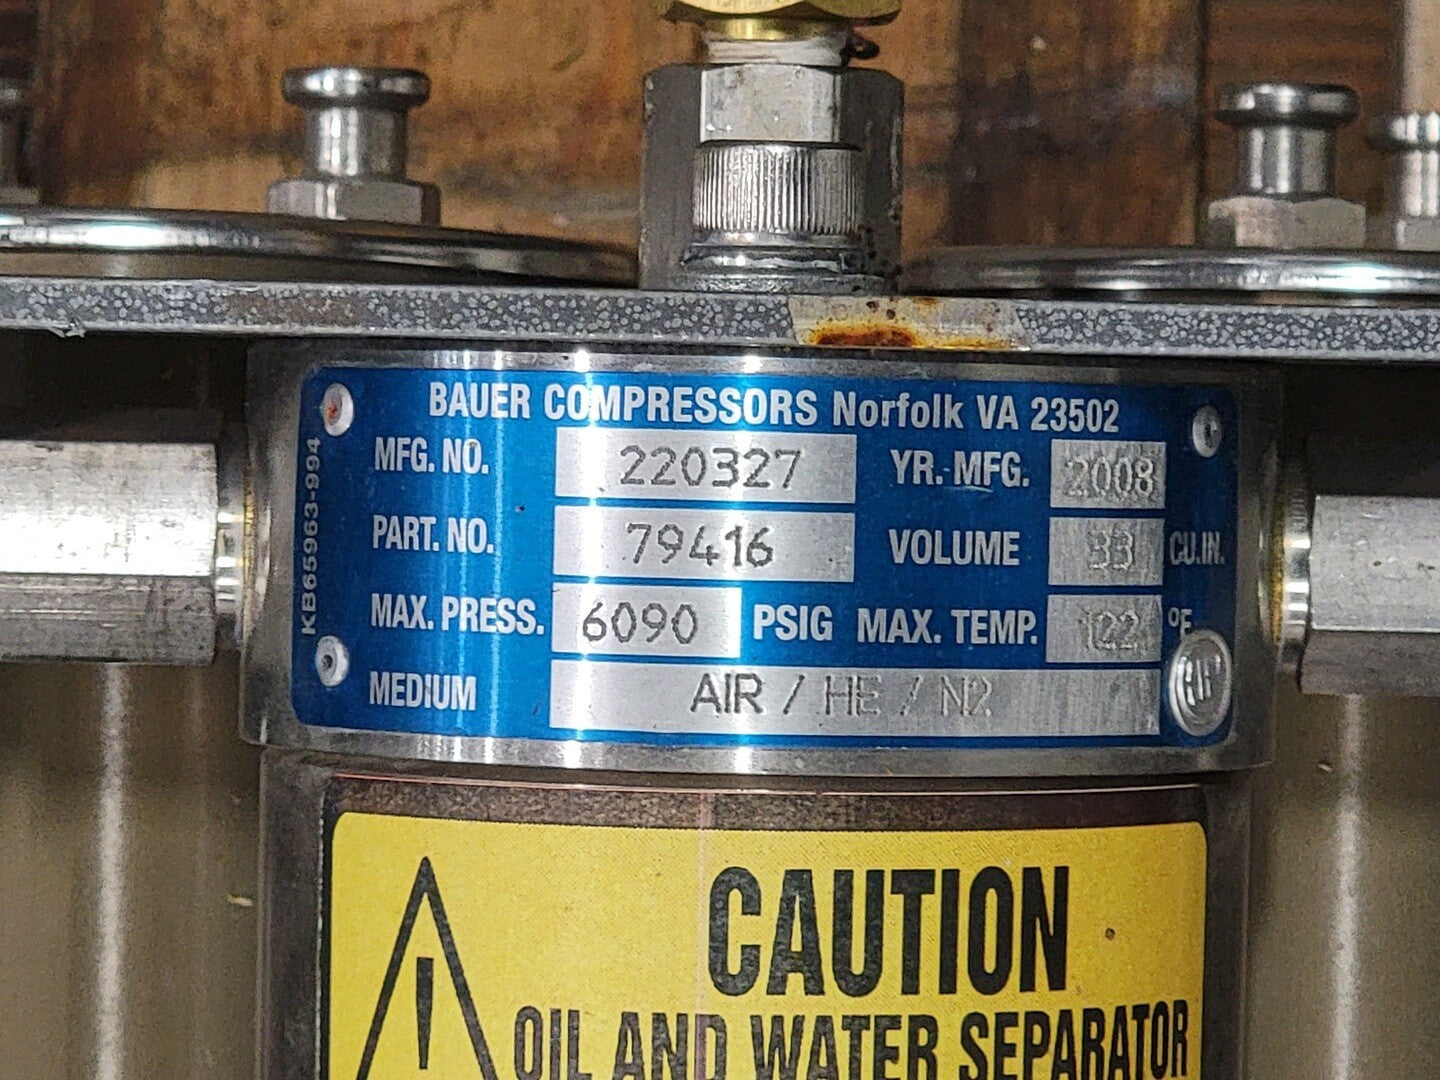 BAUER COMPRESSORS Norfolk VA 23502
MFG. NO. 220327 YR. MFG. 2008
PART. NO. 79416 VOLUME 33 CU.IN.
MAX. PRESS. 6090 PSIG MAX. TEMP. 122 °F
MEDIUM AIR / HE / N2
KB65963-994
CAUTION
OIL AND WATER SEPARATOR